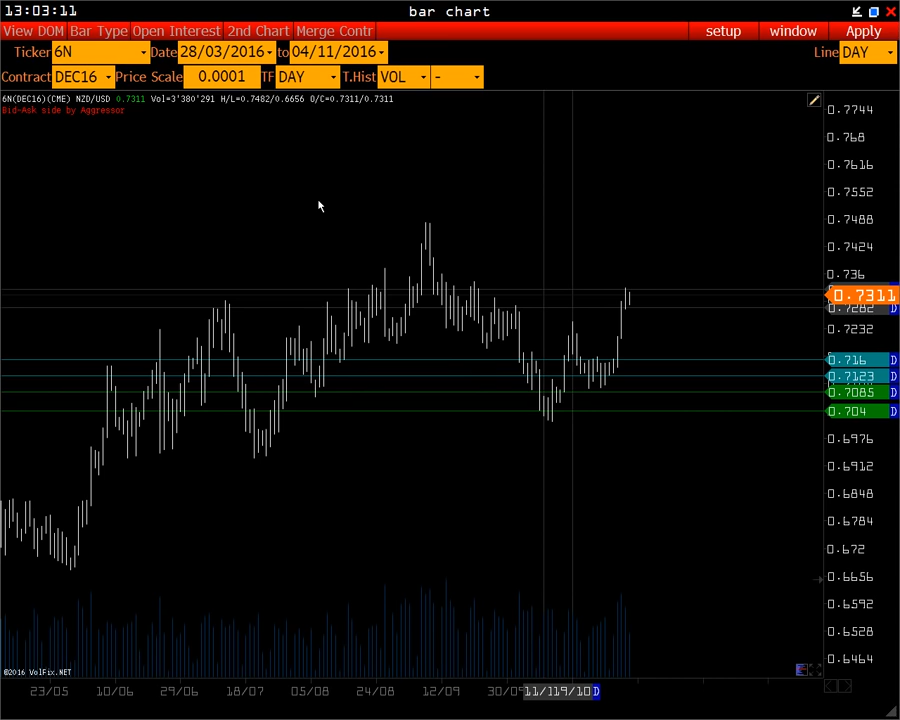 13:03:11 bar chart
View DOM Bar Type Open Interest 2nd Chart Merge Contr setup window Apply
Ticker 6N Date 28/03/2016 to 04/11/2016 Line DAY
Contract DEC16 Price Scale 0.0001 TF DAY T.Hist VOL -
6N(DEC16)(CME) NZD/USD 0.7311 Vol=3'380'291 H/L=0.7482/0.6656 O/C=0.7311/0.7311
Bid-Ask side by Aggressor
0.7744
0.768
0.7616
0.7552
0.7488
0.7424
0.736
0.7311
0.7282 D
0.7232
0.716 D
0.7123 D
0.7085 D
0.704 D
0.6976
0.6912
0.6848
0.6784
0.672
0.6656
0.6592
0.6528
0.6464
©2016 VolFix.NET
23/05 10/06 29/06 18/07 05/08 24/08 12/09 30/09 11/1 19/10 D